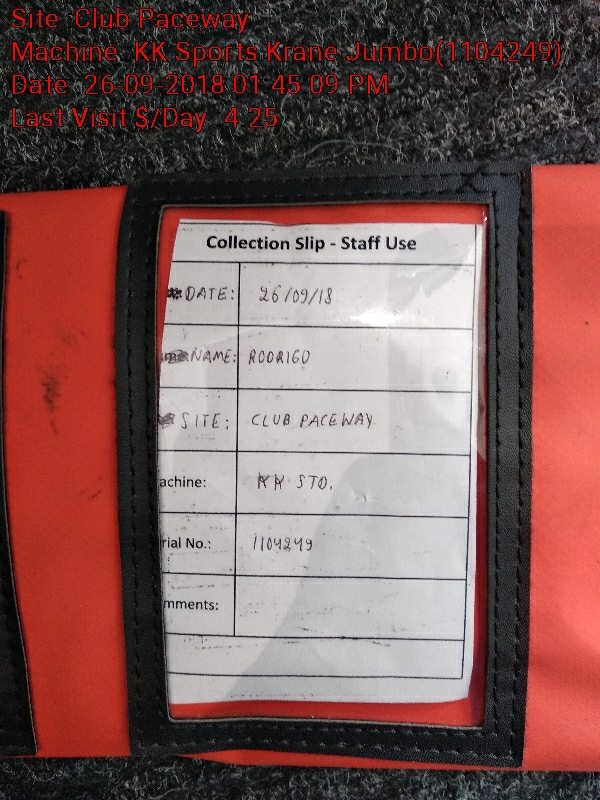 Site Club Paceway
Machine KK Sports Krane Jumbo(1104249)
Date 26-09-2018 01 45 09 PM
Last Visit $/Day 4 25
Collection Slip - Staff Use
DATE: 26/09/18
NAME: RODRIGO
SITE: CLUB PACEWAY
achine: KK STD.
rial No.: 1104249
mments: